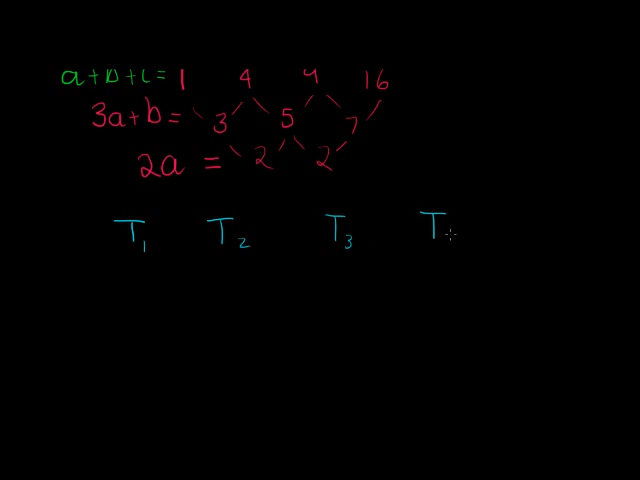 a+b+c= 1 4 4 16
3a+b= 3 5 7
2a = 2 2
T₁ T₂ T₃ T